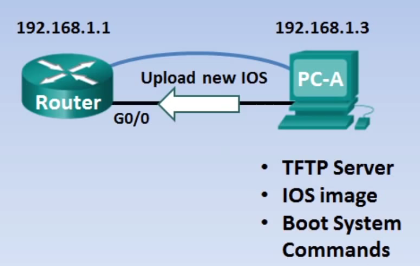 192.168.1.1
192.168.1.3
Upload new IOS
PC-A
Router
G0/0
• TFTP Server
• IOS image
• Boot System
Commands